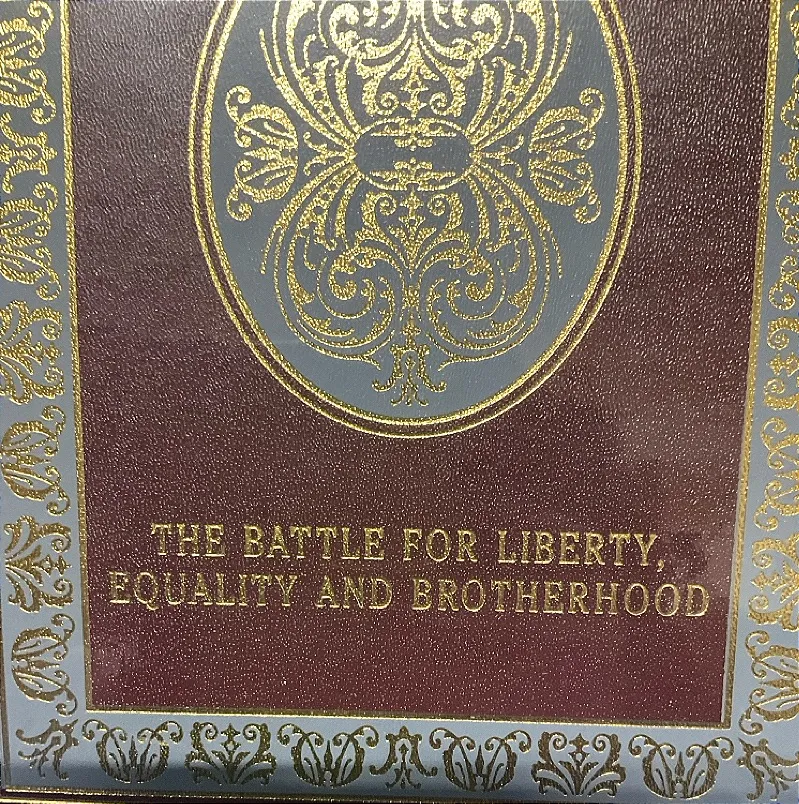 THE BATTLE FOR LIBERTY,
EQUALITY AND BROTHERHOOD